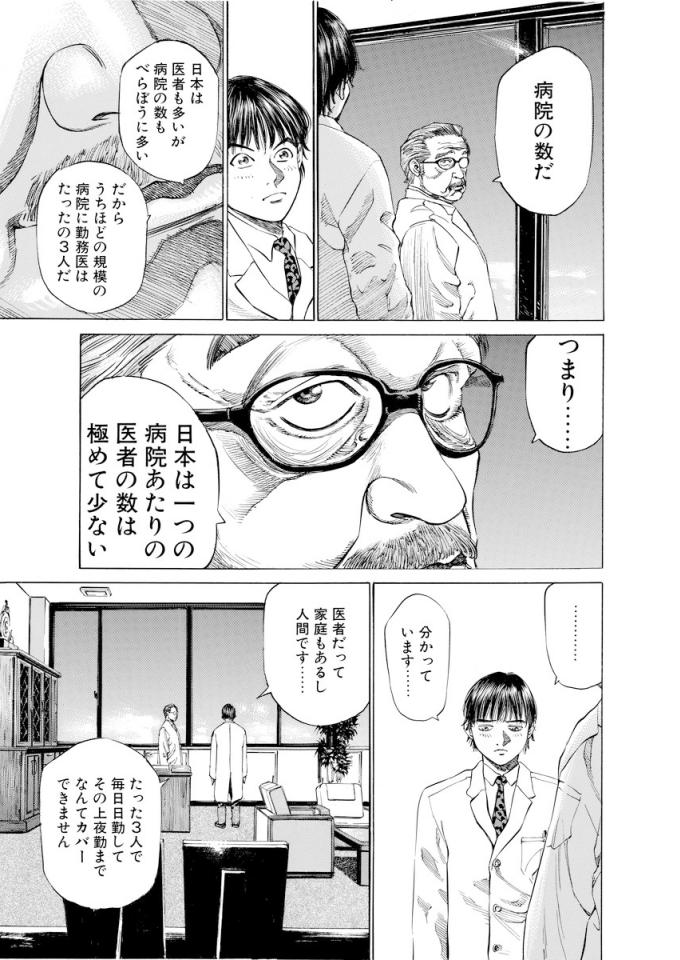 病院の数だ
日本は
医者も多いが
病院の数も
べらぼうに多い
だから
うちほどの規模の
病院に勤務医は
たったの3人だ
つまり……
日本は一つの
病院あたりの
医者の数は
極めて少ない
………
分かって
います……
医者だって
家庭もあるし
人間です……
たった3人で
毎日日勤して
その上夜勤まで
なんてカバー
できません